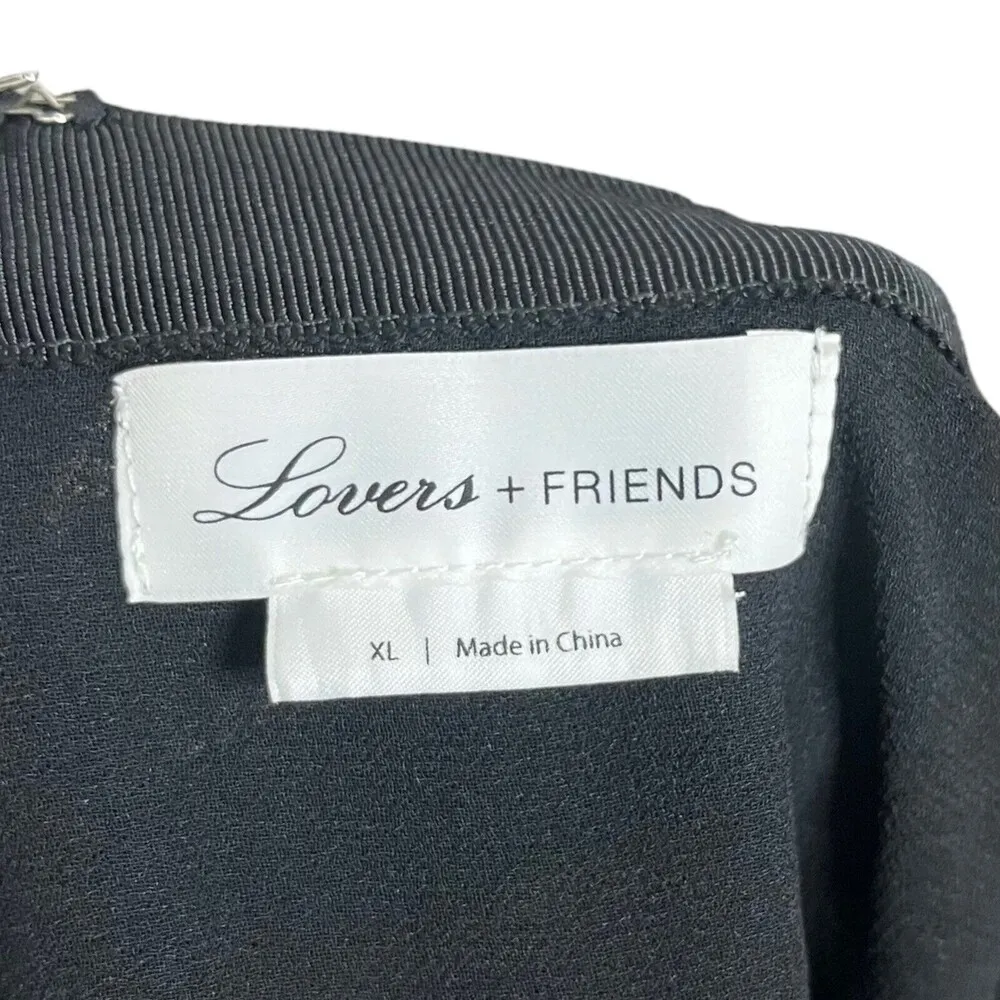 Lovers + FRIENDS
XL | Made in China